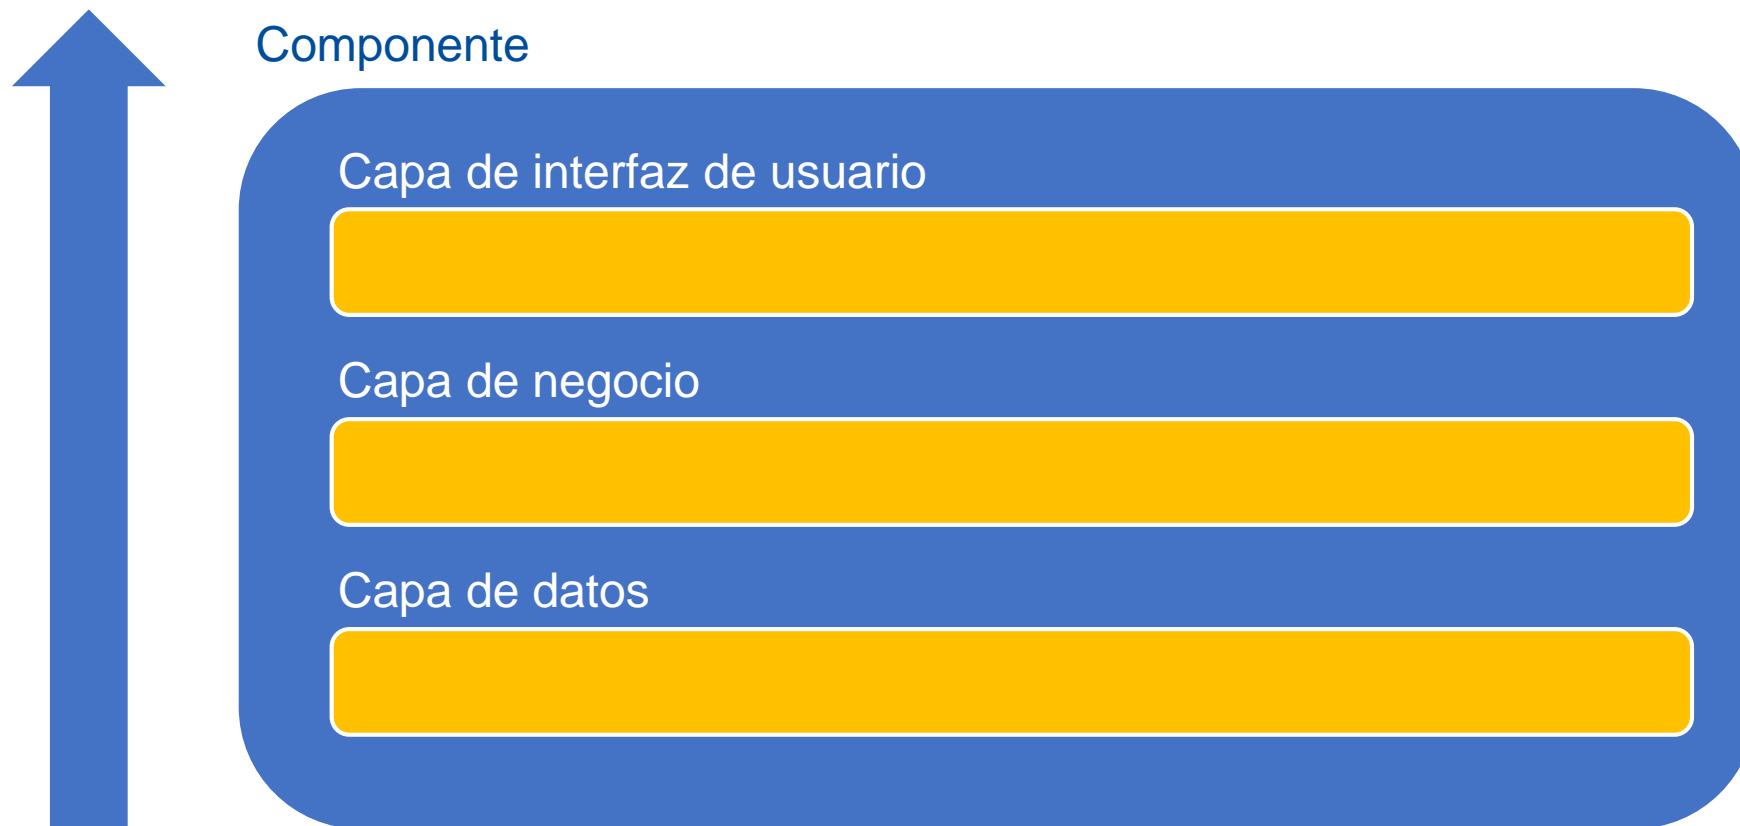 Componente
Capa de interfaz de usuario
Capa de negocio
Capa de datos